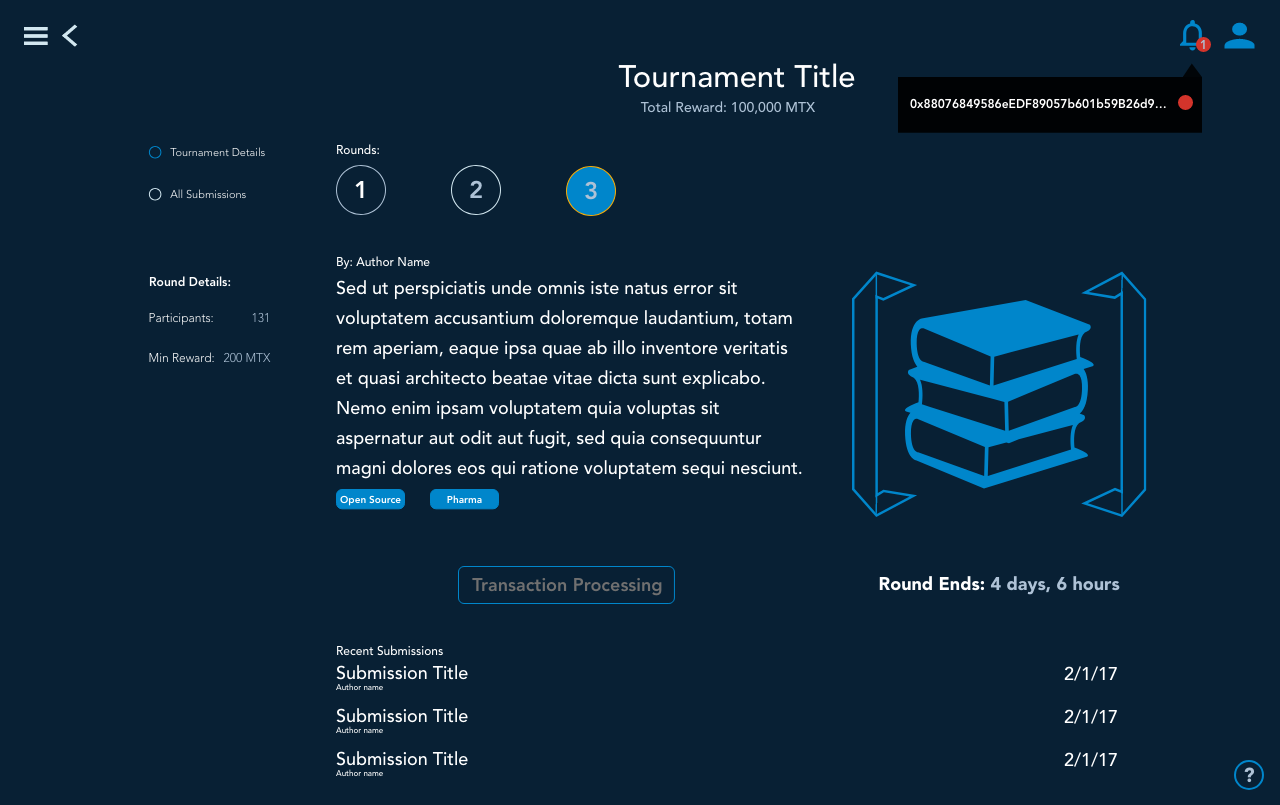 1
Tournament Title
Total Reward: 100,000 MTX
0x88076849586eEDF89057b601b59B26d9...
Tournament Details
All Submissions
Rounds:
1 2 3
Round Details:
Participants: 131
Min Reward: 200 MTX
By: Author Name
Sed ut perspiciatis unde omnis iste natus error sit
voluptatem accusantium doloremque laudantium, totam
rem aperiam, eaque ipsa quae ab illo inventore veritatis
et quasi architecto beatae vitae dicta sunt explicabo.
Nemo enim ipsam voluptatem quia voluptas sit
aspernatur aut odit aut fugit, sed quia consequuntur
magni dolores eos qui ratione voluptatem sequi nesciunt.
Open Source Pharma
Transaction Processing
Round Ends: 4 days, 6 hours
Recent Submissions
Submission Title 2/1/17
Author name
Submission Title 2/1/17
Author name
Submission Title 2/1/17
Author name
?